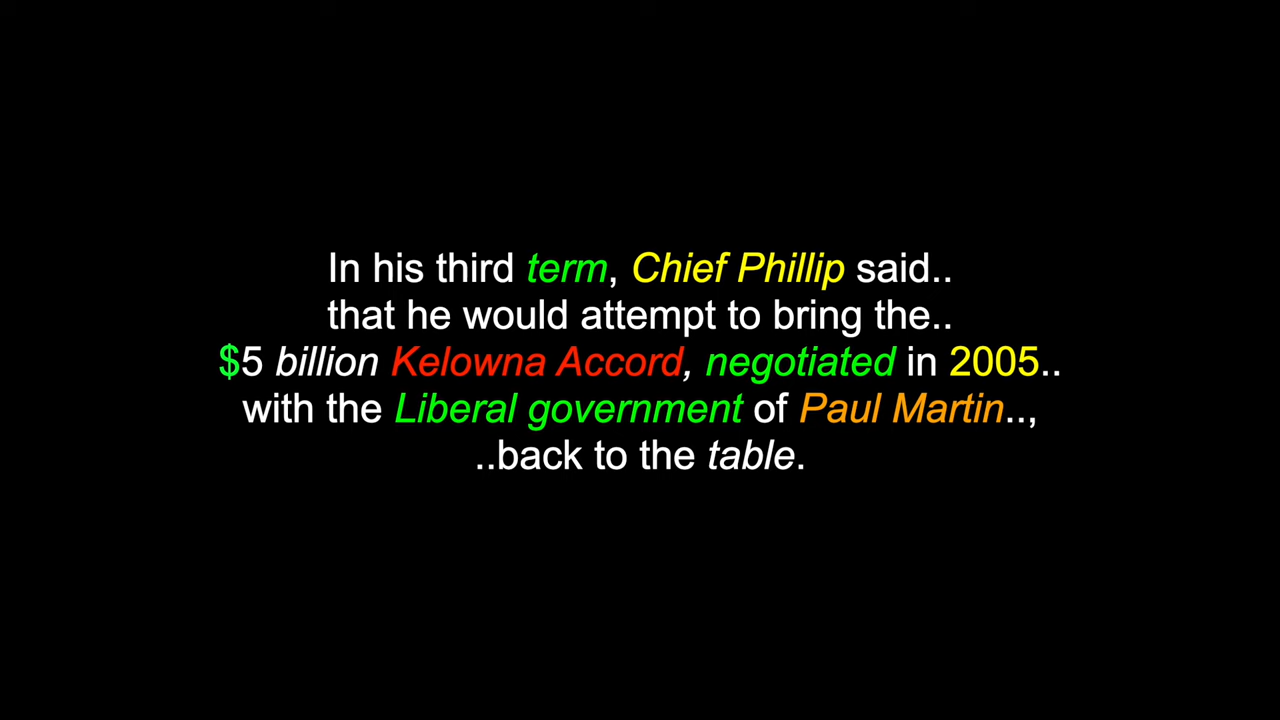 In his third term, Chief Phillip said..
that he would attempt to bring the..
$5 billion Kelowna Accord, negotiated in 2005..
with the Liberal government of Paul Martin..,
..back to the table.